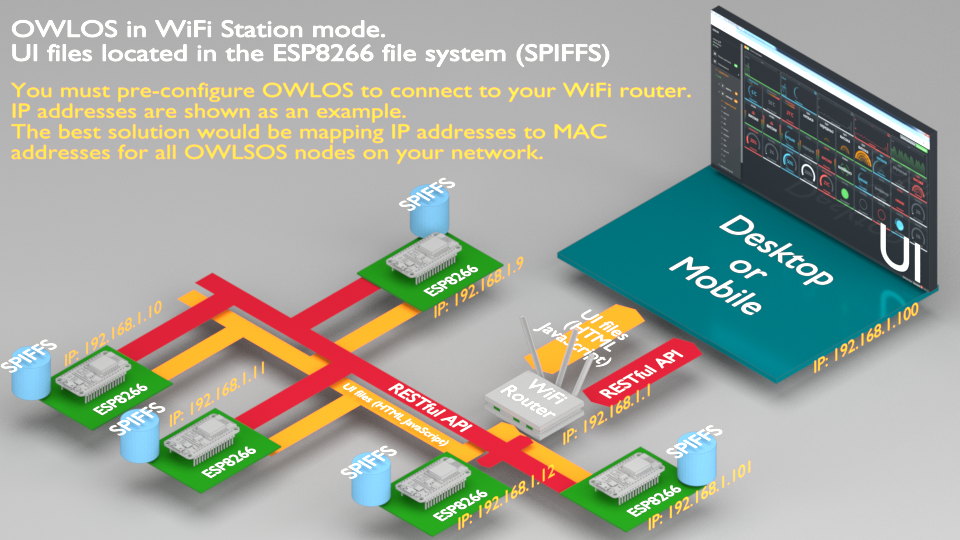 OWLOS in WiFi Station mode.
UI files located in the ESP8266 file system (SPIFFS)
You must pre-configure OWLOS to connect to your WiFi router.
IP addresses are shown as an example.
The best solution would be mapping IP addresses to MAC
addresses for all OWLSOS nodes on your network.
UI
Desktop
or
Mobile
IP: 192.168.1.100
SPIFFS
ESP8266
IP: 192.168.1.9
UI files
(HTML
JavaScript)
RESTful API
WiFi
Router
IP: 192.168.1.1
IP: 192.168.1.10
SPIFFS
ESP8266
IP: 192.168.1.11
SPIFFS
ESP8266
RESTful API
UI files (HTML JavaScript)
SPIFFS
ESP8266
IP: 192.168.1.12
SPIFFS
ESP8266
IP: 192.168.1.101